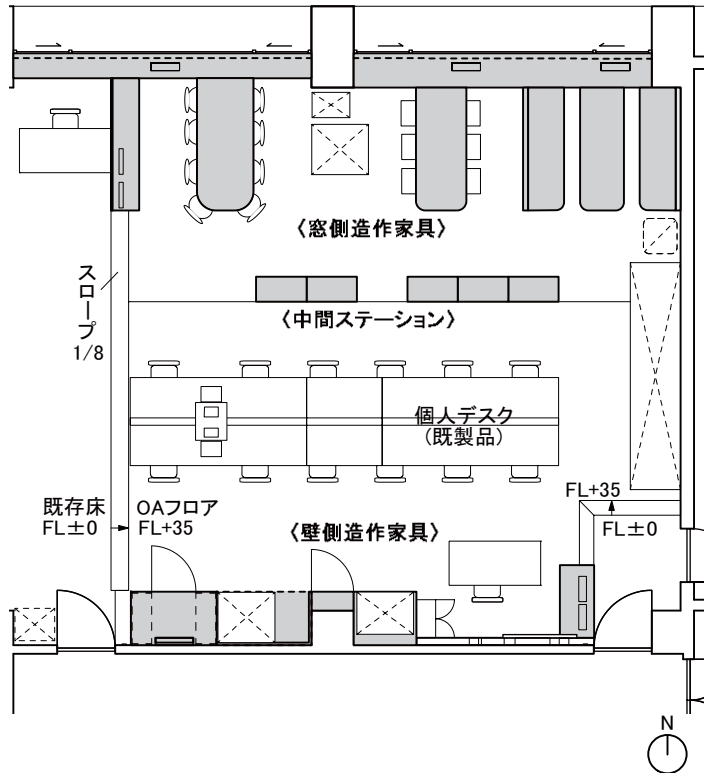 〈窓側造作家具〉
スロープ
1/8
〈中間ステーション〉
個人デスク
(既製品)
既存床
FL±0
OAフロア
FL+35
FL+35
FL±0
〈壁側造作家具〉
N